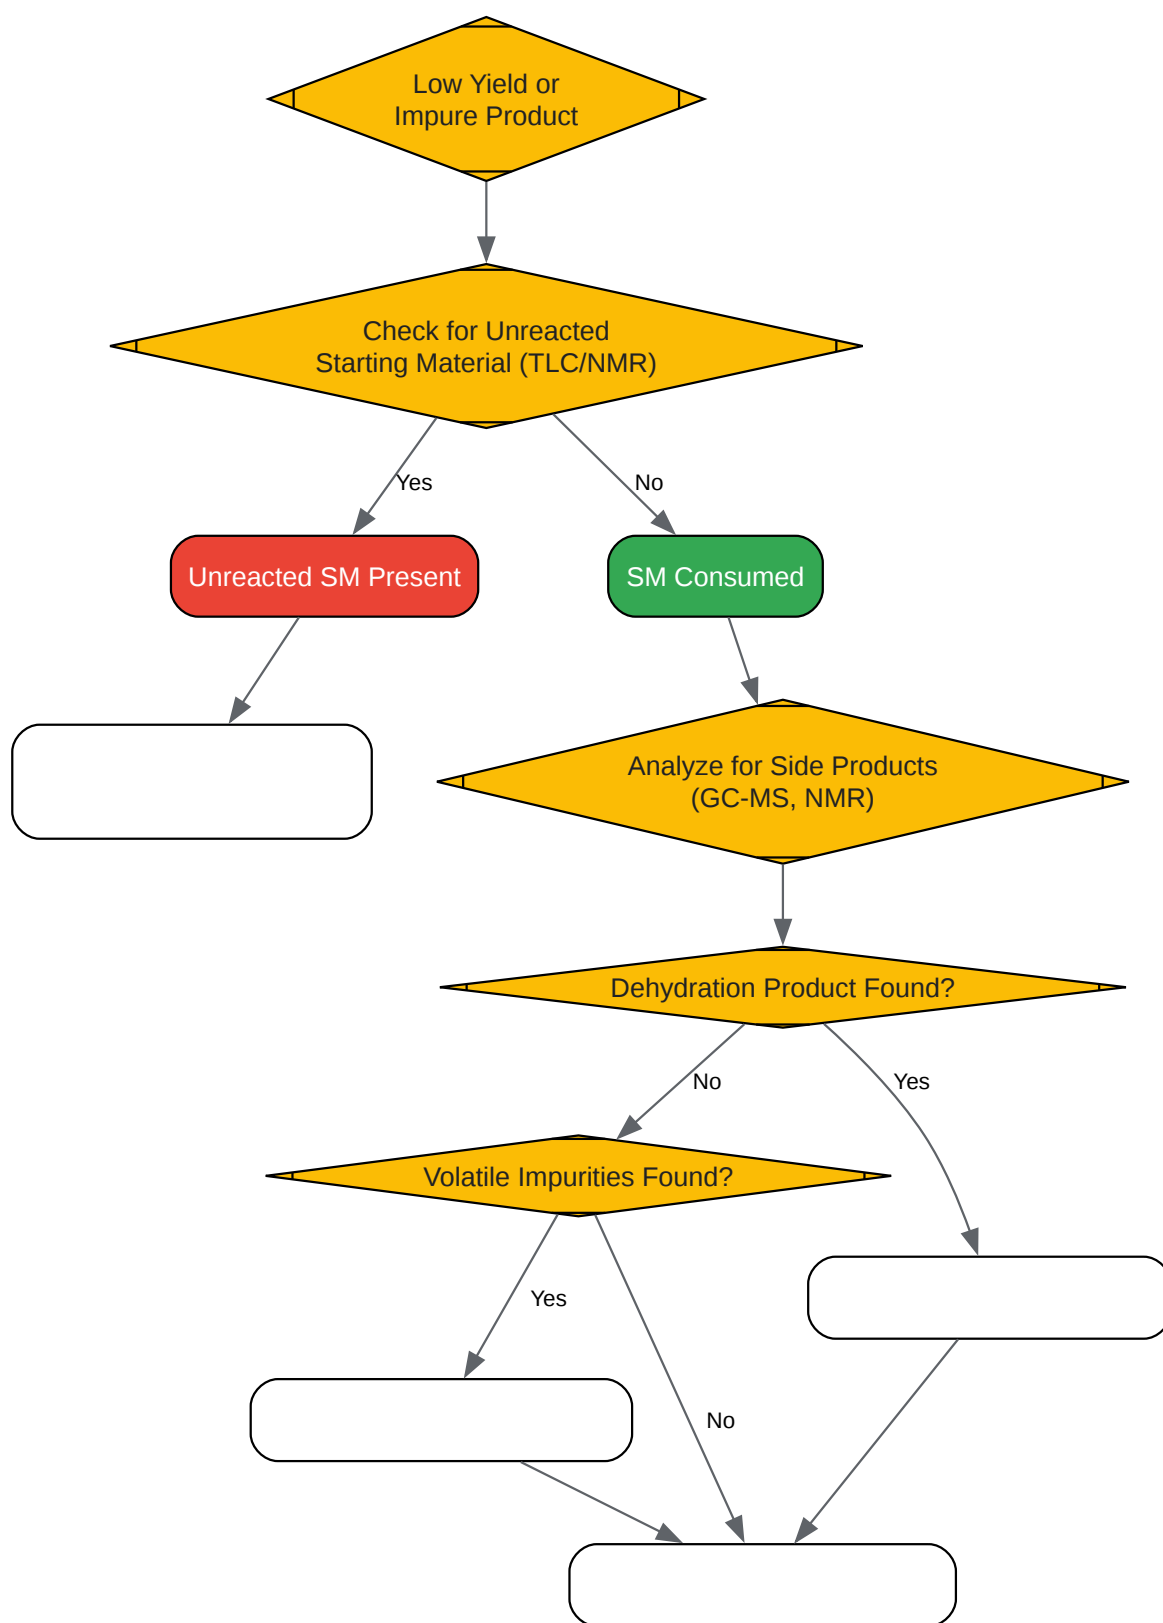 Low Yield or
Impure Product
Check for Unreacted
Starting Material (TLC/NMR)
Yes
No
Unreacted SM Present
SM Consumed
Analyze for Side Products
(GC-MS, NMR)
Dehydration Product Found?
No
Yes
Volatile Impurities Found?
Yes
No